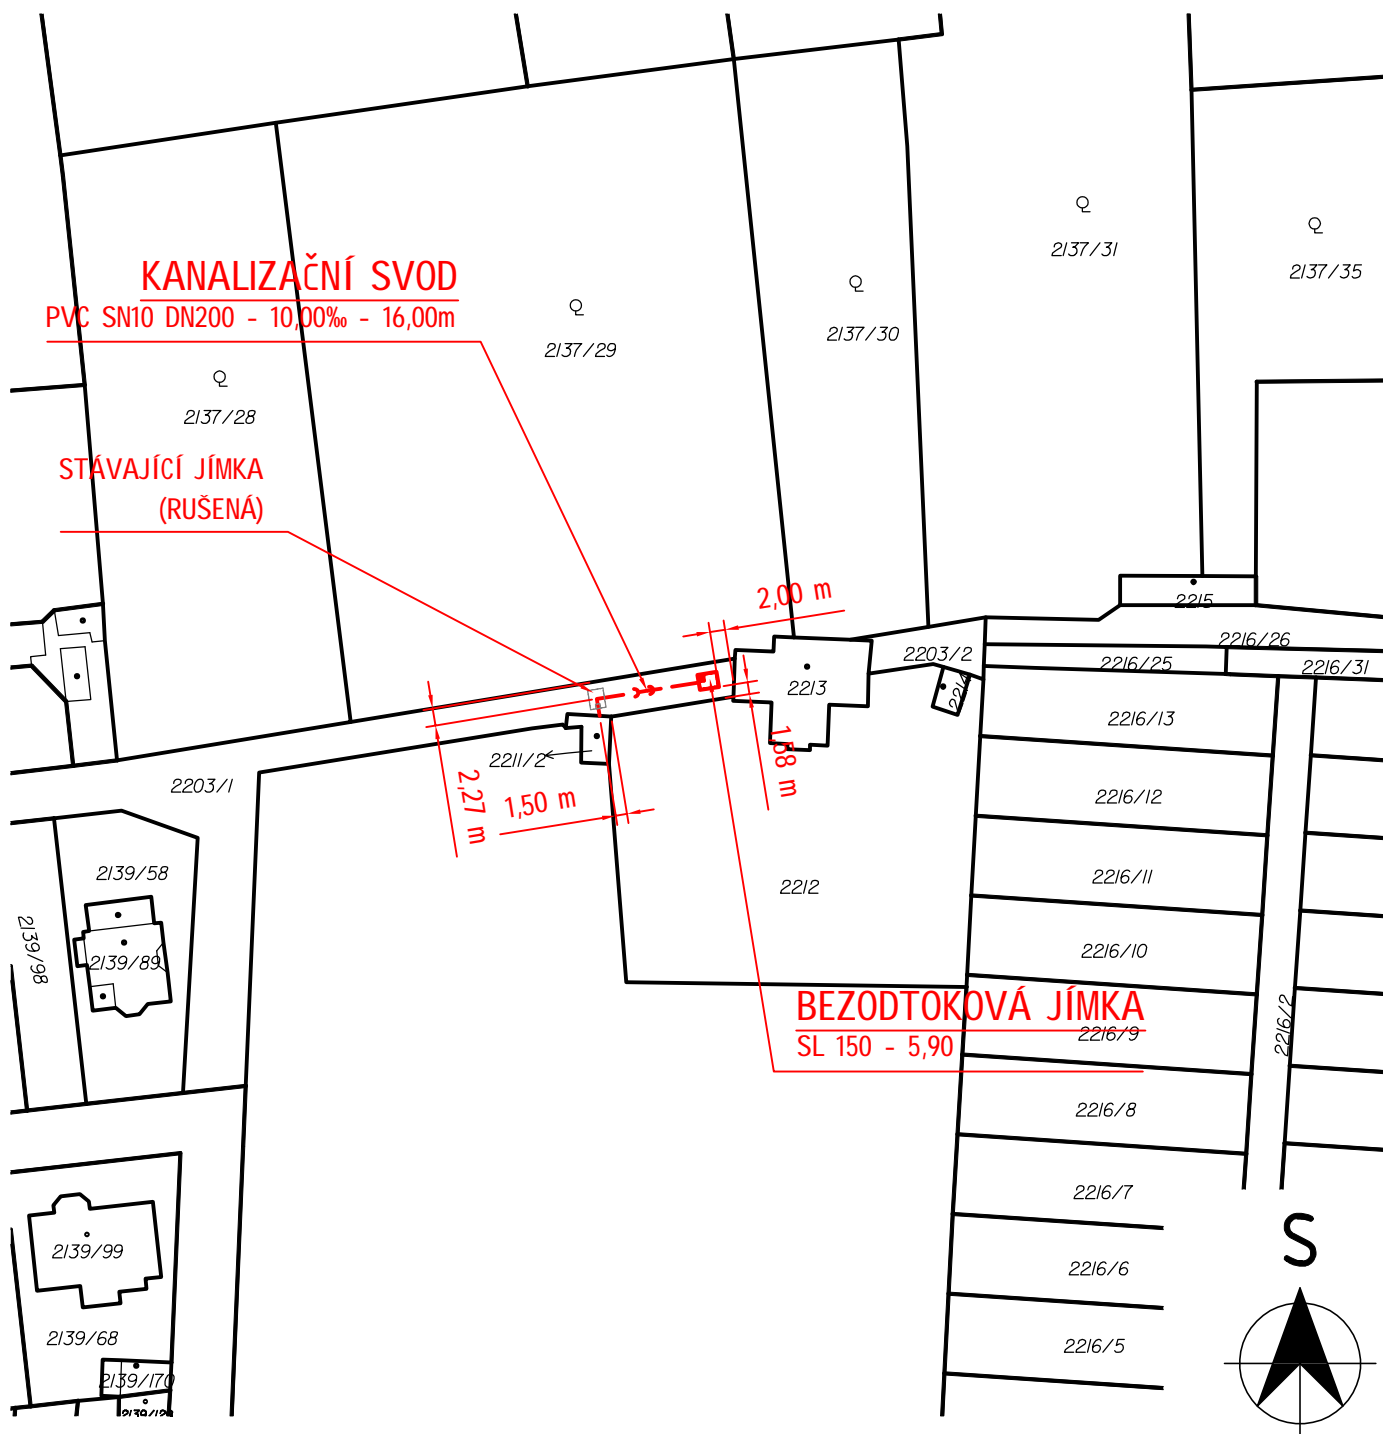 2137/31
2137/35
KANALIZAČNÍ SVOD
PVC SN10 DN200 - 10,00‰ - 16,00m
2137/29
2137/30
2137/28
STÁVAJÍCÍ JÍMKA
(RUŠENÁ)
2,00 m
2215
2216/26
2203/2
2216/25
2216/31
2213
2214
2216/13
2211/2
1,58 m
2203/1
2,27 m
1,50 m
2216/12
2139/58
2216/11
2212
2139/98
2139/89
2216/10
BEZODTOKOVÁ JÍMKA
SL 150 - 5,90
2216/9
2216/2
2216/8
2216/7
S
2139/99
2216/6
2139/68
2216/5
2139/170